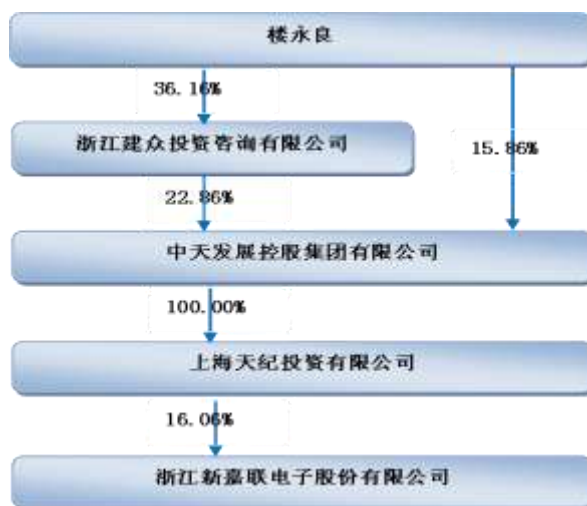 楼永良
36.16%
浙江建众投资咨询有限公司
15.86%
22.86%
中天发展控股集团有限公司
100.00%
上海天纪投资有限公司
16.06%
浙江新嘉联电子股份有限公司